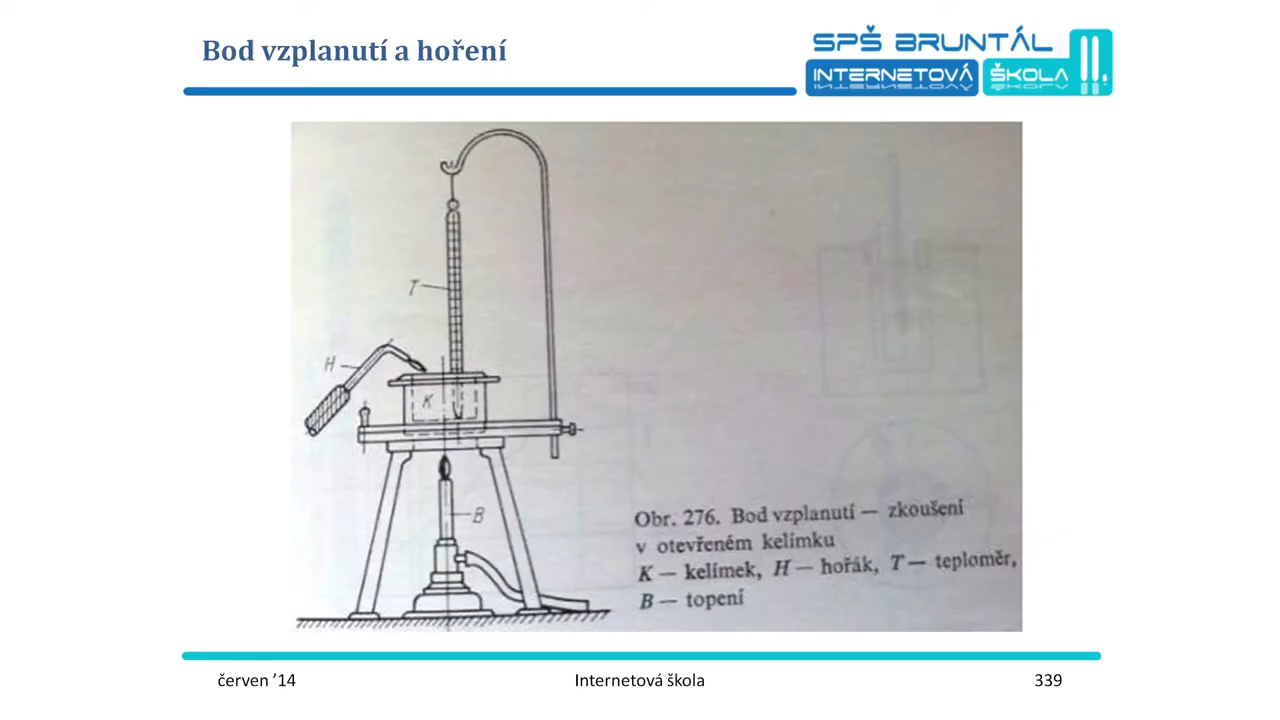 Bod vzplanutí a hoření
SPŠ BRUNTÁL
INTERNETOVÁ ŠKOLA
T
H
K
B
Obr. 276. Bod vzplanutí — zkoušení
v otevřeném kelímku
K — kelímek, H — hořák, T — teploměr,
B — topení
červen ’14 Internetová škola 339